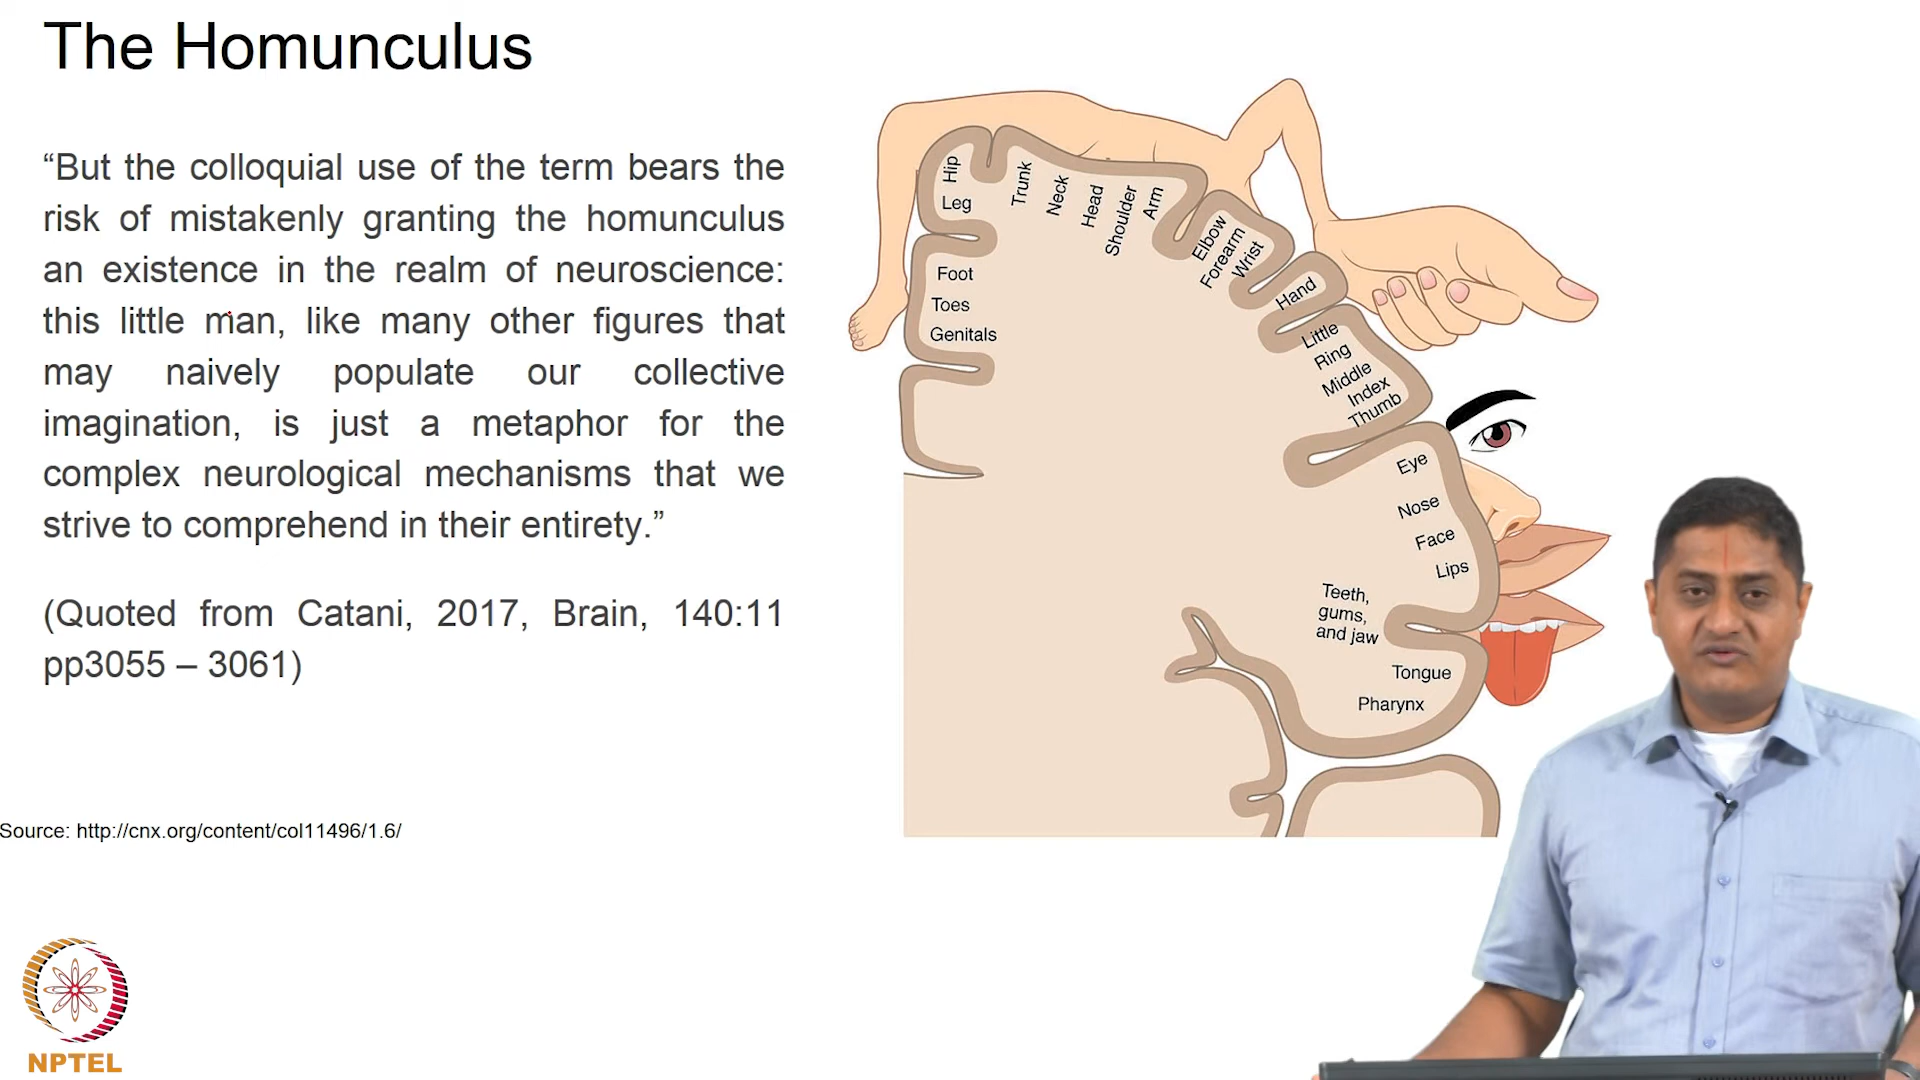 The Homunculus
“But the colloquial use of the term bears the
risk of mistakenly granting the homunculus
an existence in the realm of neuroscience:
this little man, like many other figures that
may naively populate our collective
imagination, is just a metaphor for the
complex neurological mechanisms that we
strive to comprehend in their entirety.”
(Quoted from Catani, 2017, Brain, 140:11
pp3055 – 3061)
Source: http://cnx.org/content/col11496/1.6/
NPTEL
Hip
Leg
Foot
Toes
Genitals
Trunk
Neck
Head
Shoulder
Arm
Elbow
Forearm
Wrist
Hand
Little
Ring
Middle
Index
Thumb
Eye
Nose
Face
Lips
Teeth,
gums,
and jaw
Tongue
Pharynx